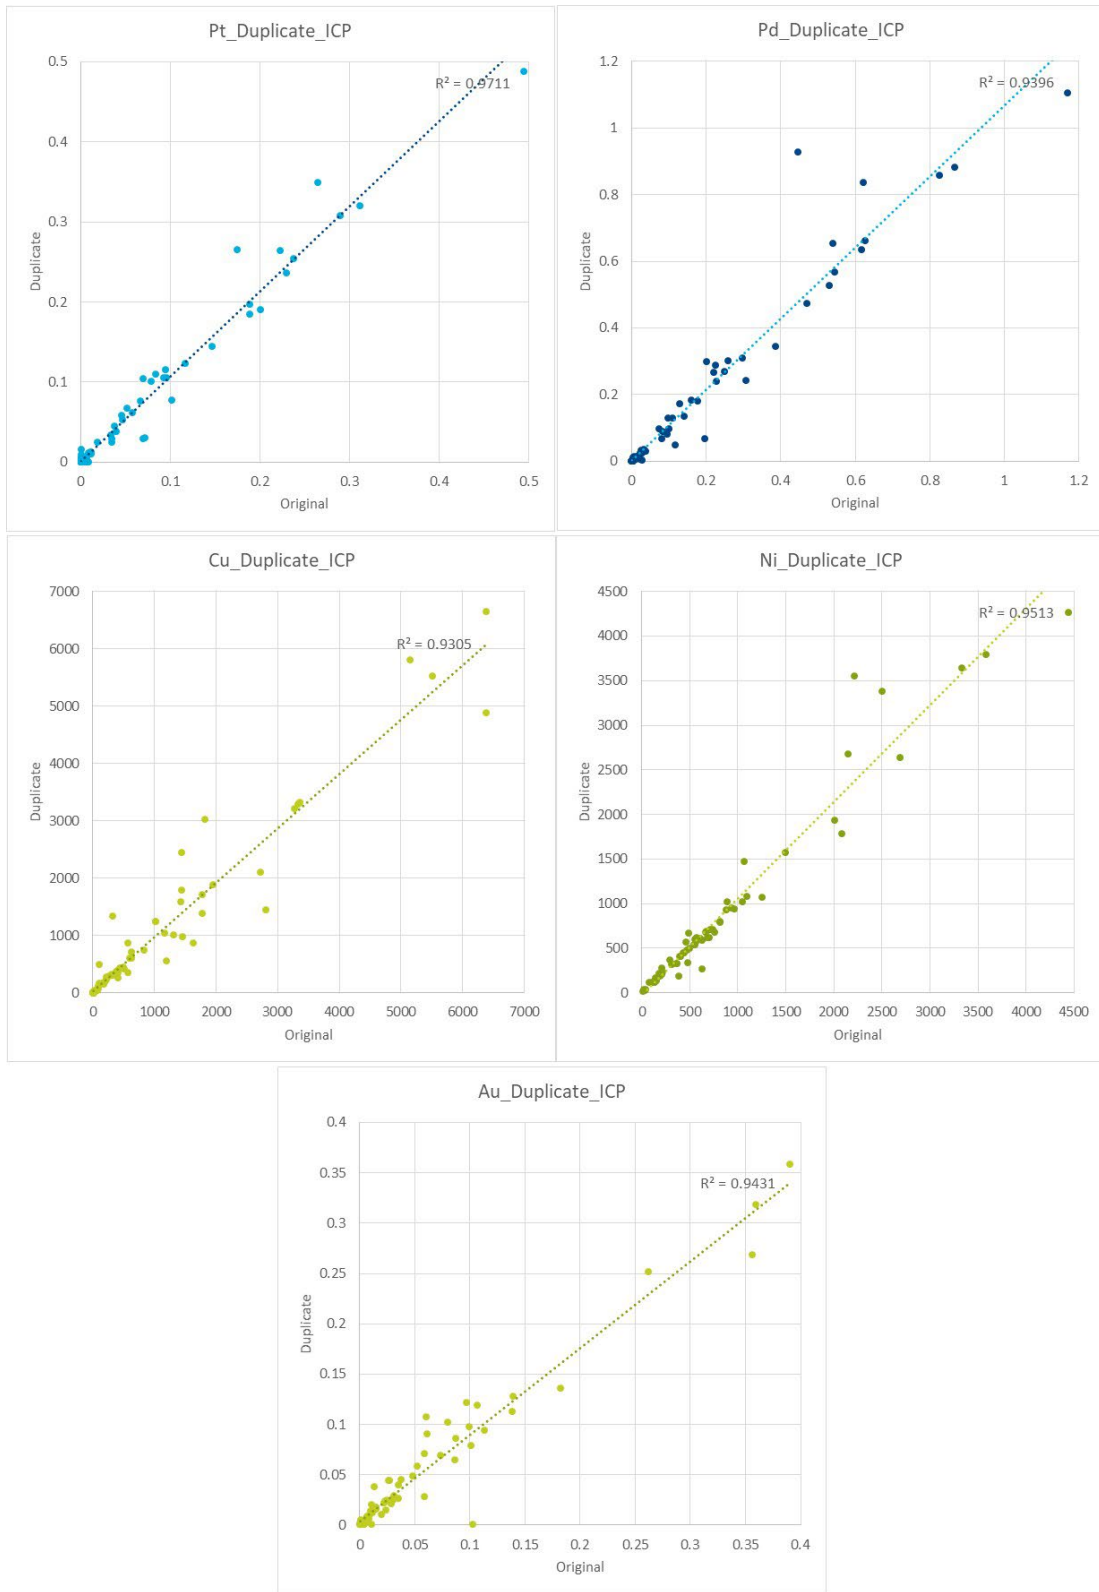 Pt_Duplicate_ICP
0.5
R² = 0.9711
0.4
0.3
Duplicate
0.2
0.1
0
0 0.1 0.2 0.3 0.4 0.5
Original
Pd_Duplicate_ICP
1.2
R² = 0.9396
1
0.8
Duplicate
0.6
0.4
0.2
0
0 0.2 0.4 0.6 0.8 1 1.2
Original
Cu_Duplicate_ICP
7000
R² = 0.9305
6000
5000
4000
Duplicate
3000
2000
1000
0
0 1000 2000 3000 4000 5000 6000 7000
Original
Ni_Duplicate_ICP
4500
R² = 0.9513
4000
3500
3000
2500
Duplicate
2000
1500
1000
500
0
0 500 1000 1500 2000 2500 3000 3500 4000 4500
Original
Au_Duplicate_ICP
0.4
0.35
R² = 0.9431
0.3
0.25
Duplicate
0.2
0.15
0.1
0.05
0
0 0.05 0.1 0.15 0.2 0.25 0.3 0.35 0.4
Original